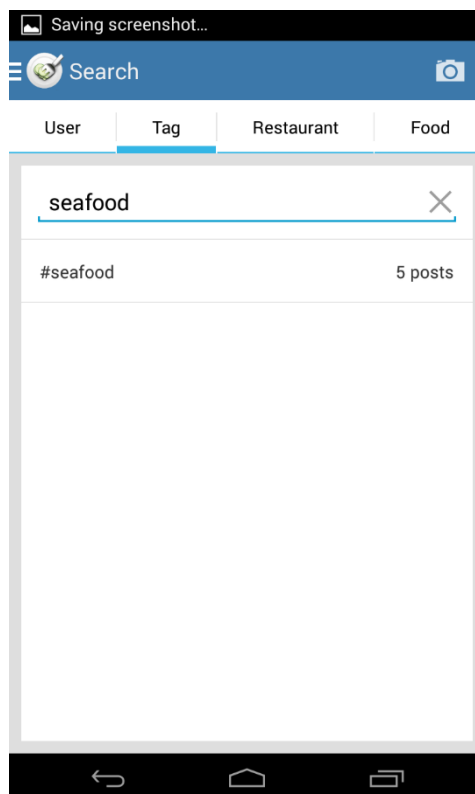 Saving screenshot...
Search
User Tag Restaurant Food
seafood
#seafood 5 posts